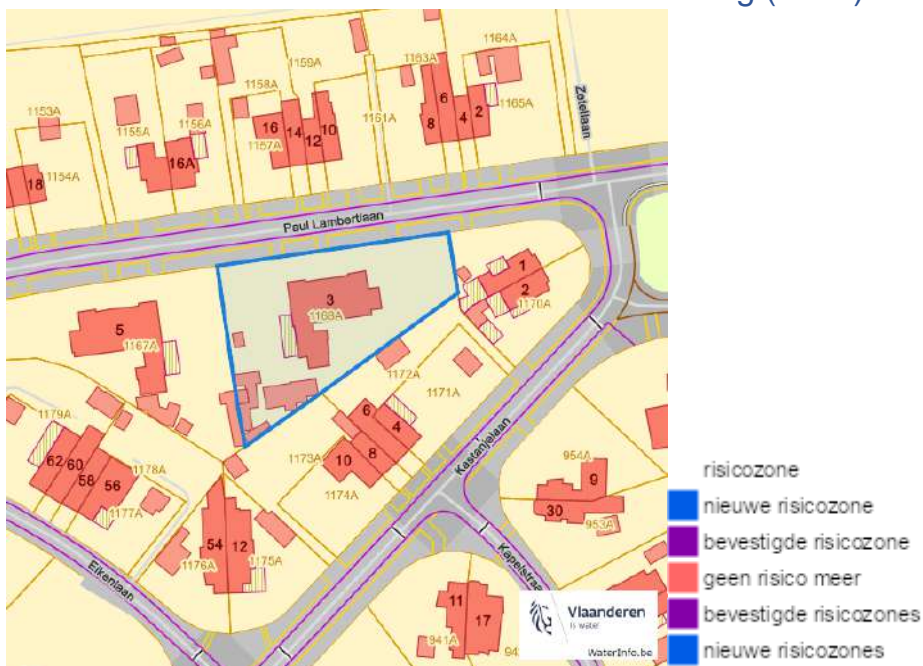 1164A
1163A
1159A
1158A
1161A
1165A
1153A
1155A
1156A
1157A
1154A
6
8
4
2
16
14
12
10
16A
18
Zetellaan
Paul Lambertlaan
1
2
1170A
3
1168A
5
1167A
1172A
1171A
6
4
1179A
62
60
58
56
1178A
1177A
1173A
10
8
1174A
Kastanjelaan
954A
9
30
953A
54
12
1176A
1175A
Eikenlaan
Kapelstraa
11
17
941A
Vlaanderen
is water
WaterInfo.be
risicozone
nieuwe risicozone
bevestigde risicozone
geen risico meer
bevestigde risicozones
nieuwe risicozones